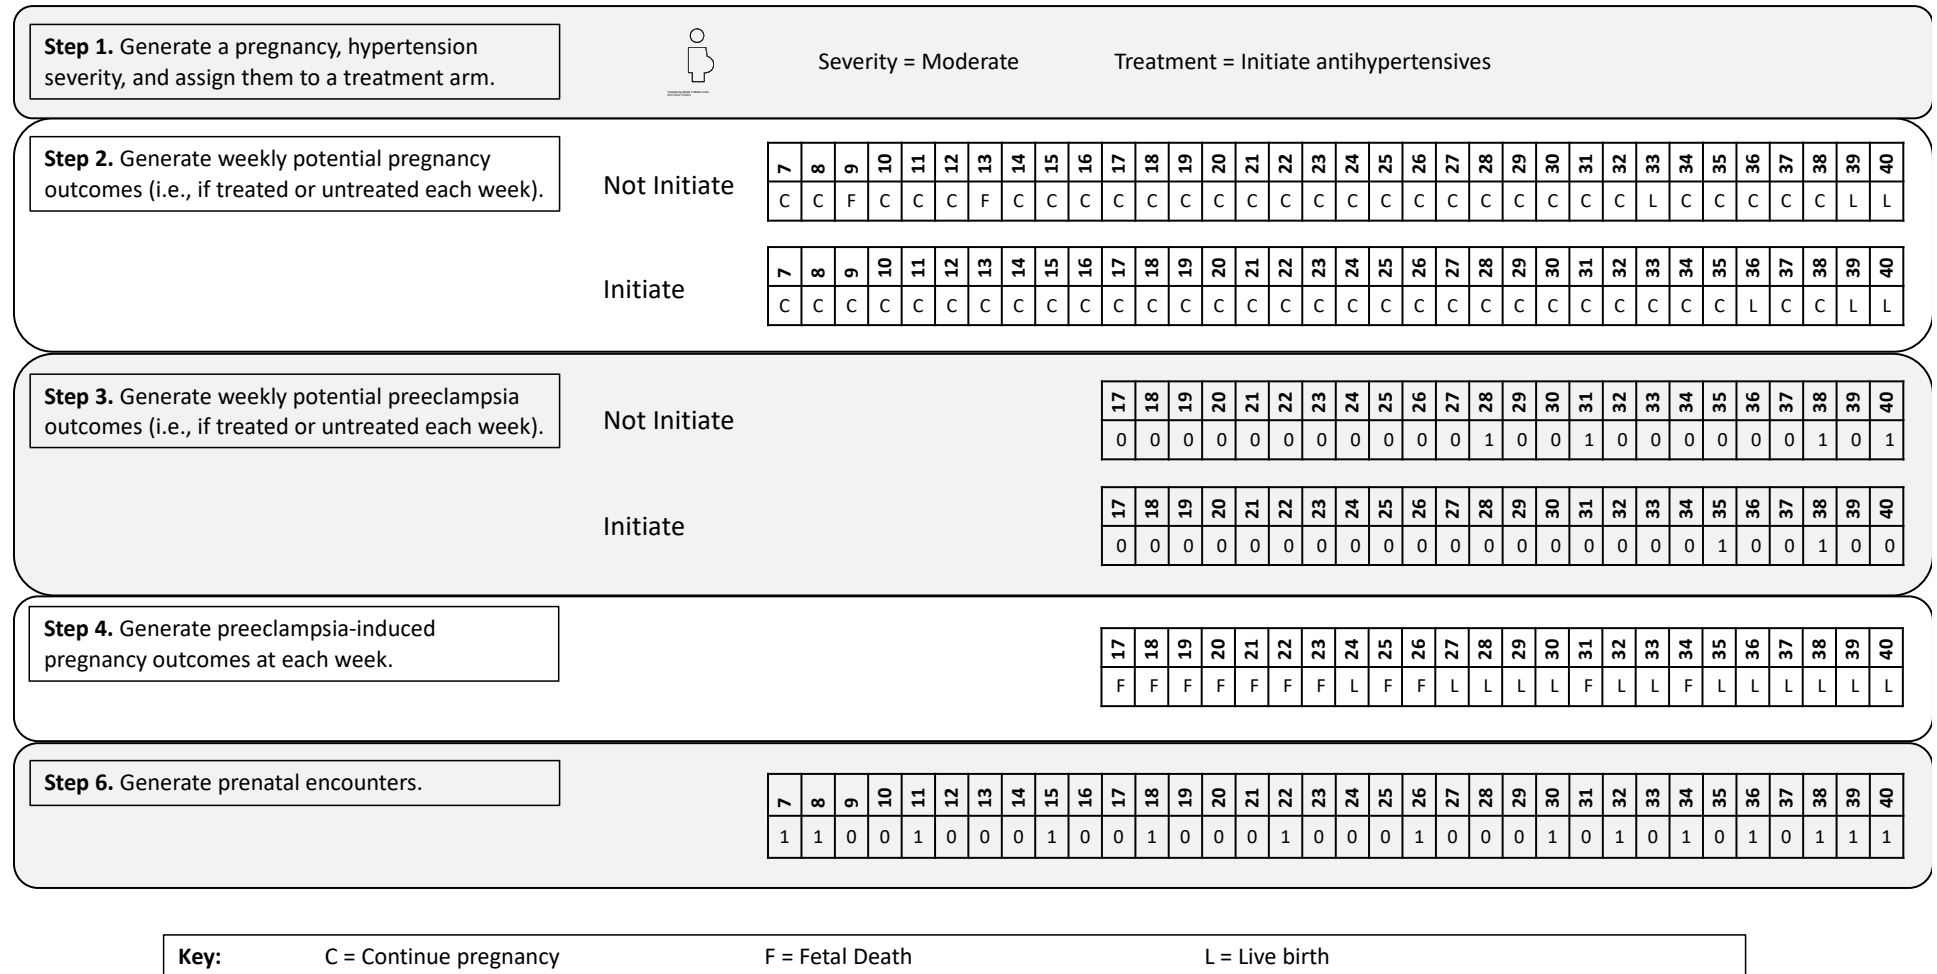 Step 1. Generate a pregnancy, hypertension
severity, and assign them to a treatment arm.
Severity = Moderate
Treatment = Initiate antihypertensives
Step 2. Generate weekly potential pregnancy
outcomes (i.e., if treated or untreated each week).
Not Initiate
7 8 9 10 11 12 13 14 15 16 17 18 19 20 21 22 23 24 25 26 27 28 29 30 31 32 33 34 35 36 37 38 39 40
C C F C C C F C C C C C C C C C C C C C C C C C C C L C C C C C L L
Initiate
7 8 9 10 11 12 13 14 15 16 17 18 19 20 21 22 23 24 25 26 27 28 29 30 31 32 33 34 35 36 37 38 39 40
C C C C C C C C C C C C C C C C C C C C C C C C C C C C C L C C L L
Step 3. Generate weekly potential preeclampsia
outcomes (i.e., if treated or untreated each week).
Not Initiate
17 18 19 20 21 22 23 24 25 26 27 28 29 30 31 32 33 34 35 36 37 38 39 40
0 0 0 0 0 0 0 0 0 0 0 1 0 0 1 0 0 0 0 0 0 1 0 1
Initiate
17 18 19 20 21 22 23 24 25 26 27 28 29 30 31 32 33 34 35 36 37 38 39 40
0 0 0 0 0 0 0 0 0 0 0 0 0 0 0 0 0 0 1 0 0 1 0 0
Step 4. Generate preeclampsia-induced
pregnancy outcomes at each week.
17 18 19 20 21 22 23 24 25 26 27 28 29 30 31 32 33 34 35 36 37 38 39 40
F F F F F F F L F F L L L L F L L F L L L L L L
Step 6. Generate prenatal encounters.
7 8 9 10 11 12 13 14 15 16 17 18 19 20 21 22 23 24 25 26 27 28 29 30 31 32 33 34 35 36 37 38 39 40
1 1 0 0 1 0 0 0 1 0 0 1 0 0 0 1 0 0 0 1 0 0 0 1 0 1 0 1 0 1 0 1 1 1
Key: C = Continue pregnancy F = Fetal Death L = Live birth